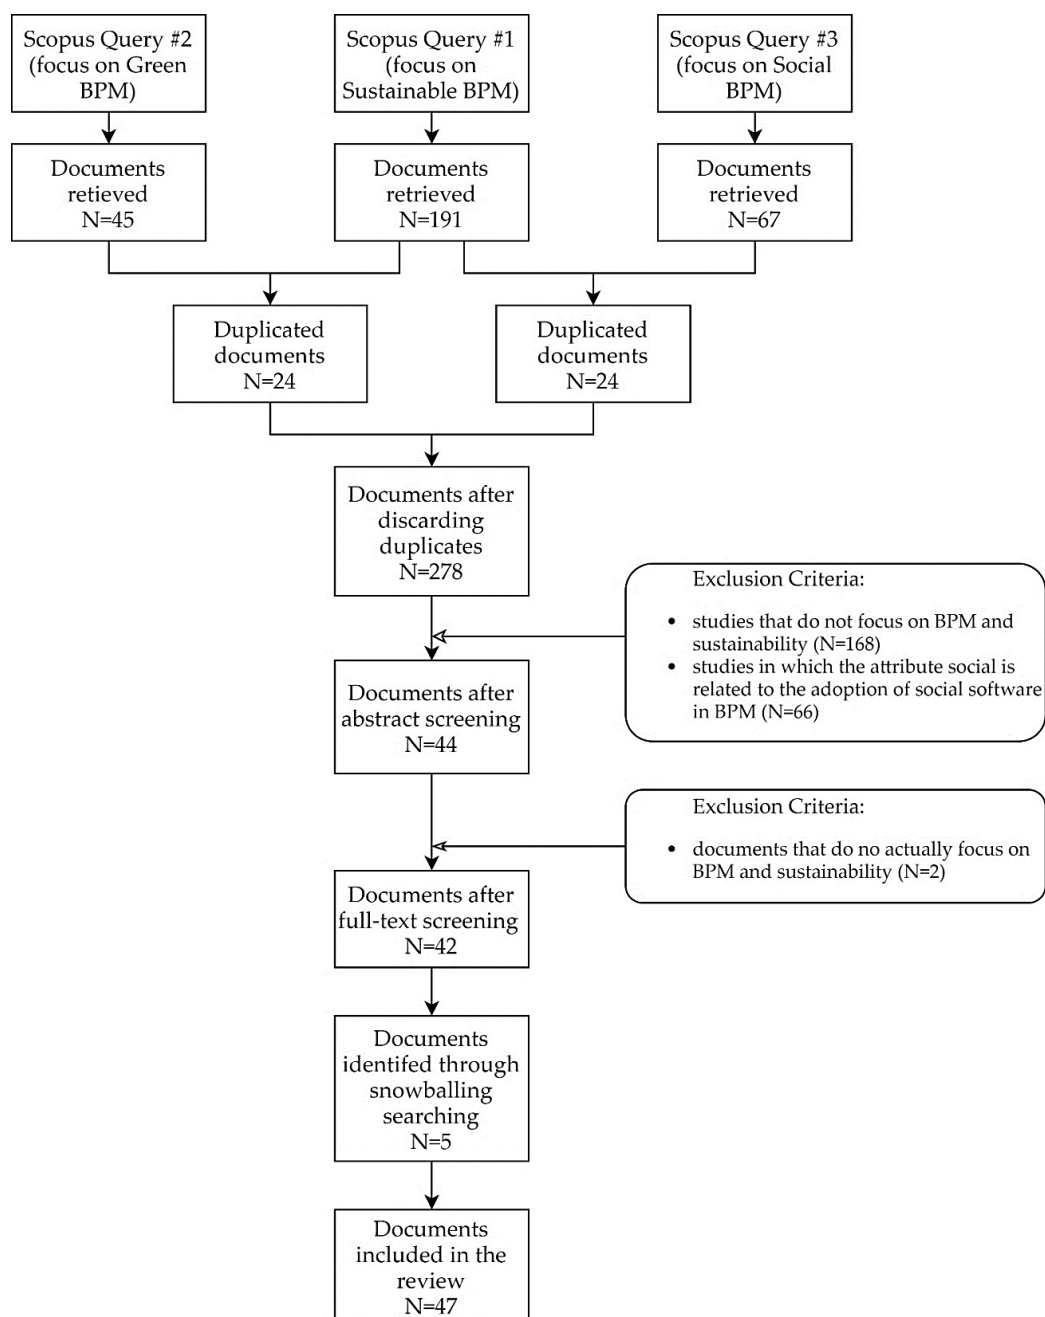 Scopus Query #2
(focus on Green
BPM)
Scopus Query #1
(focus on
Sustainable BPM)
Scopus Query #3
(focus on Social
BPM)
Documents
retieved
N=45
Documents
retrieved
N=191
Documents
retrieved
N=67
Duplicated
documents
N=24
Duplicated
documents
N=24
Documents after
discarding
duplicates
N=278
Exclusion Criteria:
• studies that do not focus on BPM and
sustainability (N=168)
• studies in which the attribute social is
related to the adoption of social software
in BPM (N=66)
Documents after
abstract screening
N=44
Exclusion Criteria:
• documents that do no actually focus on
BPM and sustainability (N=2)
Documents after
full-text screening
N=42
Documents
identifed through
snowballing
searching
N=5
Documents
included in the
review
N=47